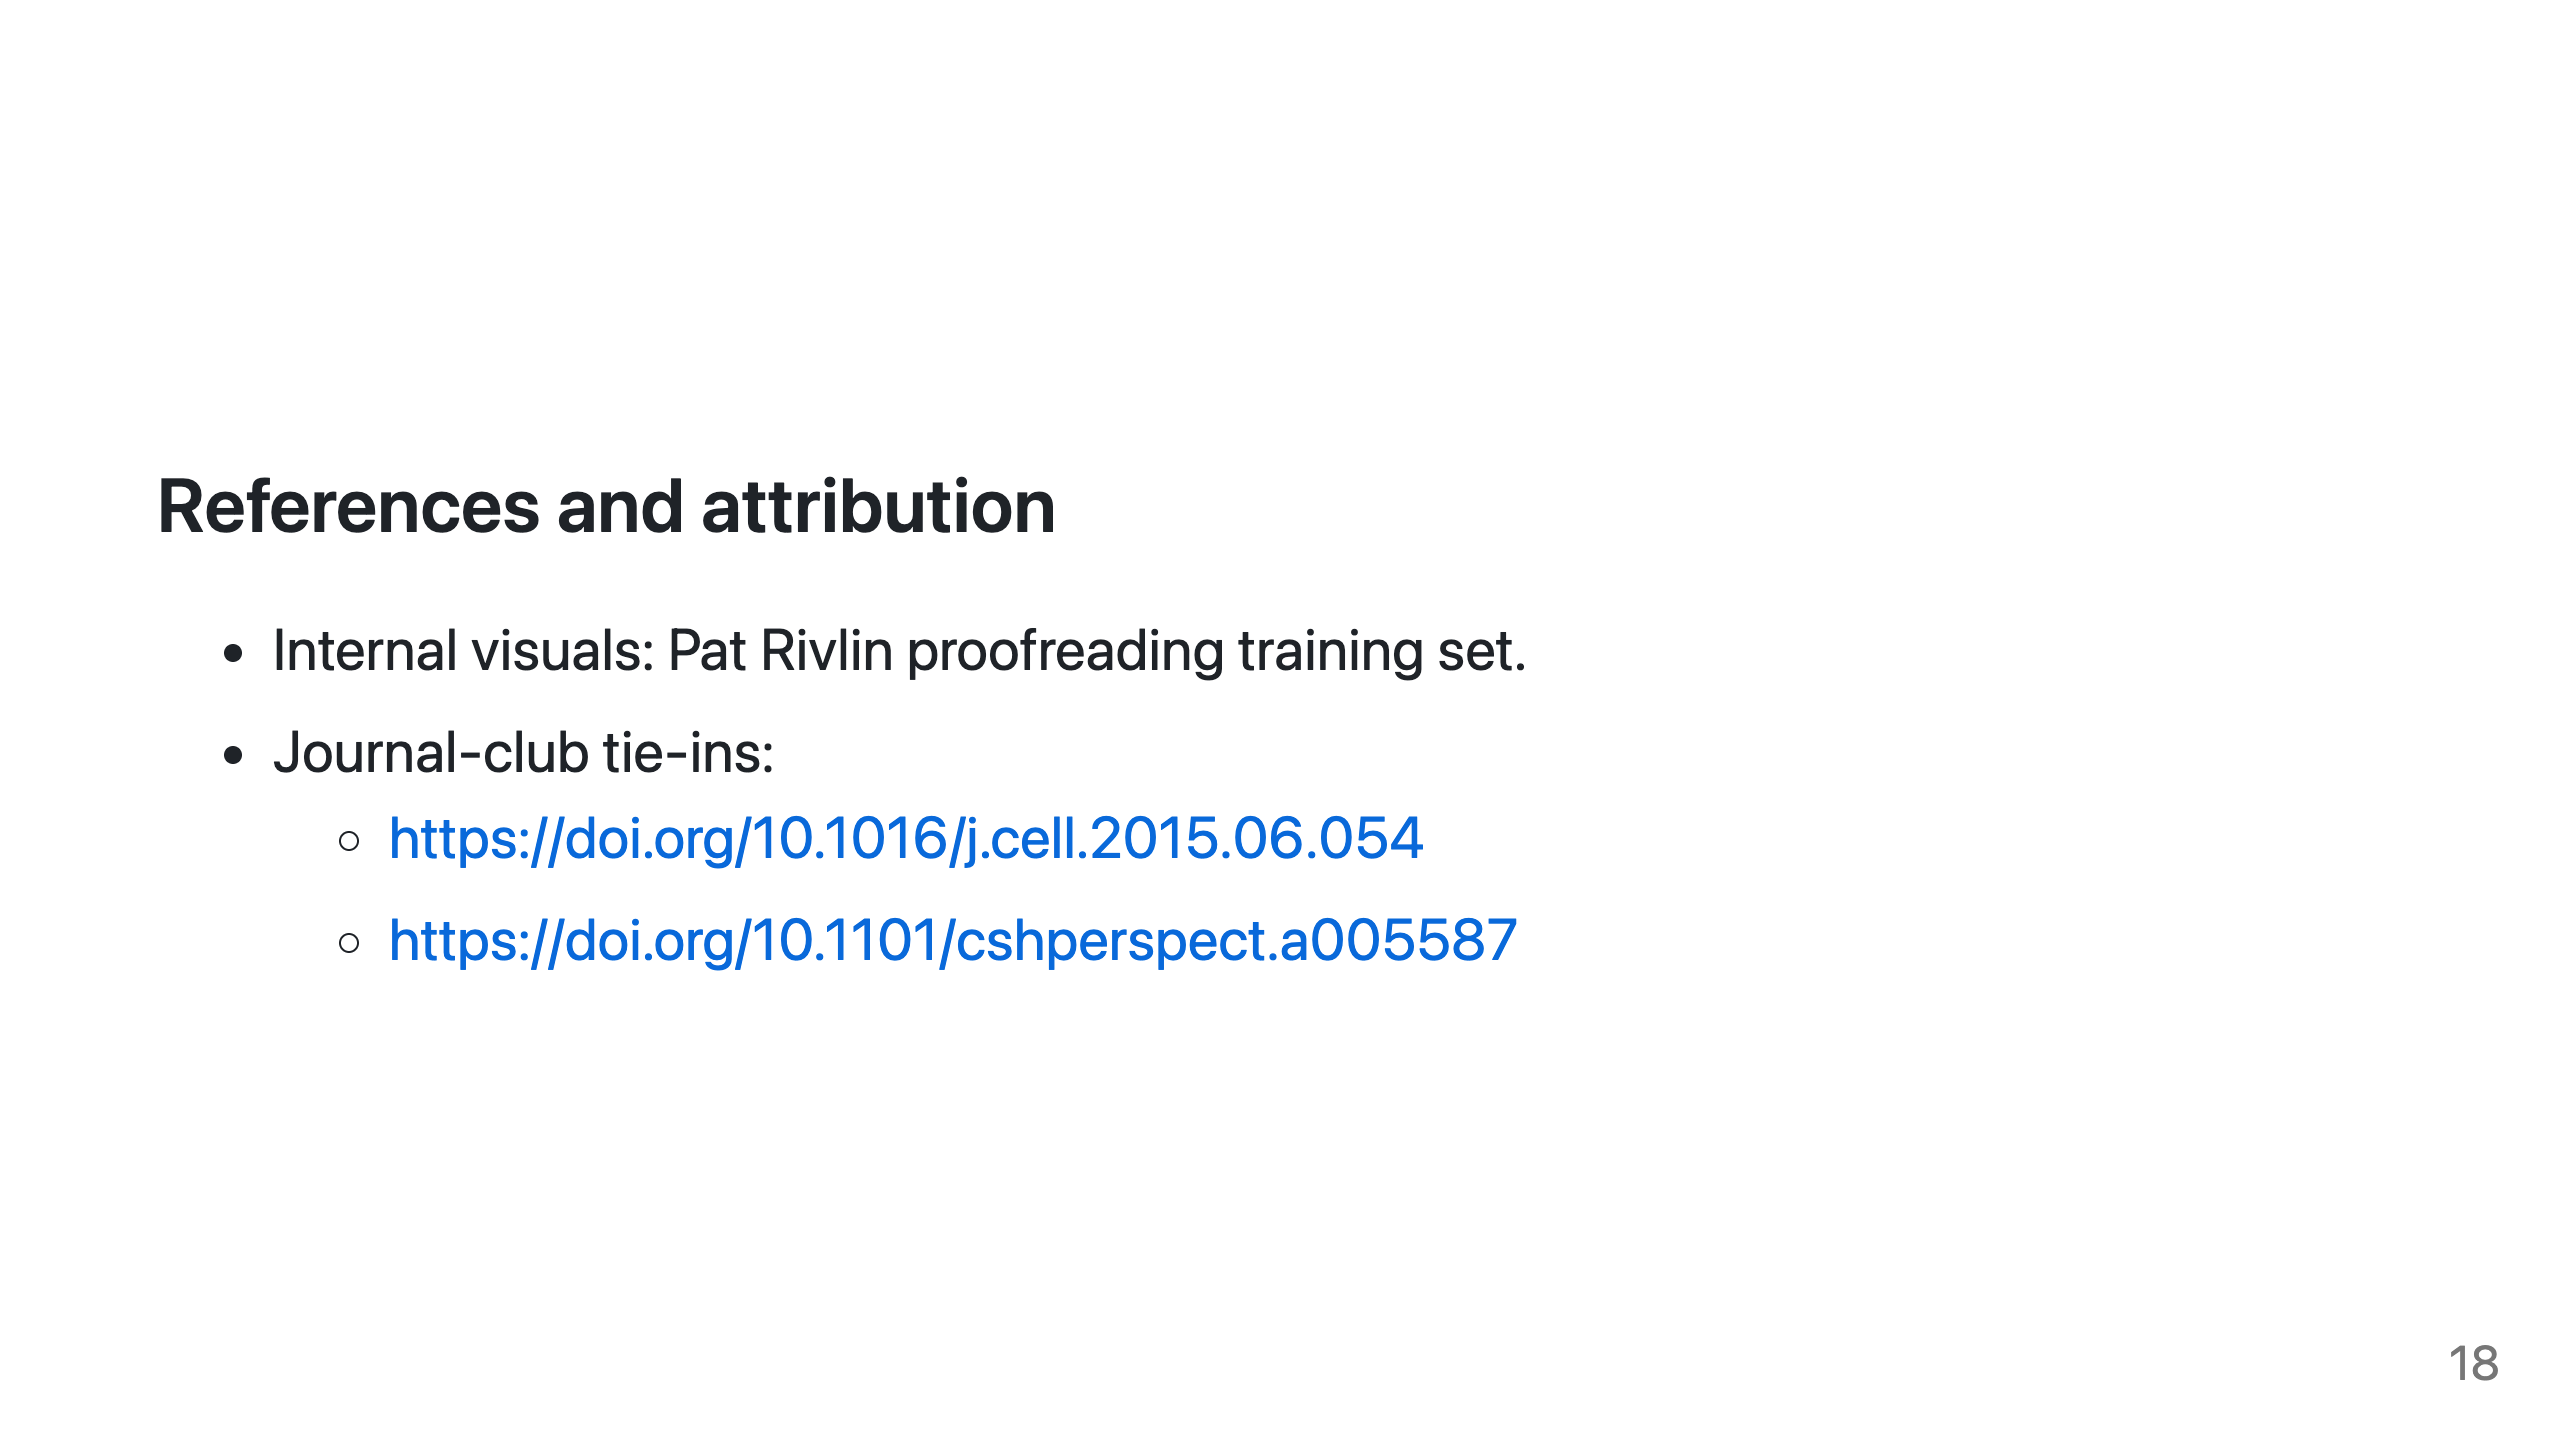 References and attribution
Internal visuals: Pat Rivlin proofreading training set.
Journal-club tie-ins:
https://doi.org/10.1016/j.cell.2015.06.054
https://doi.org/10.1101/cshperspect.a005587
18